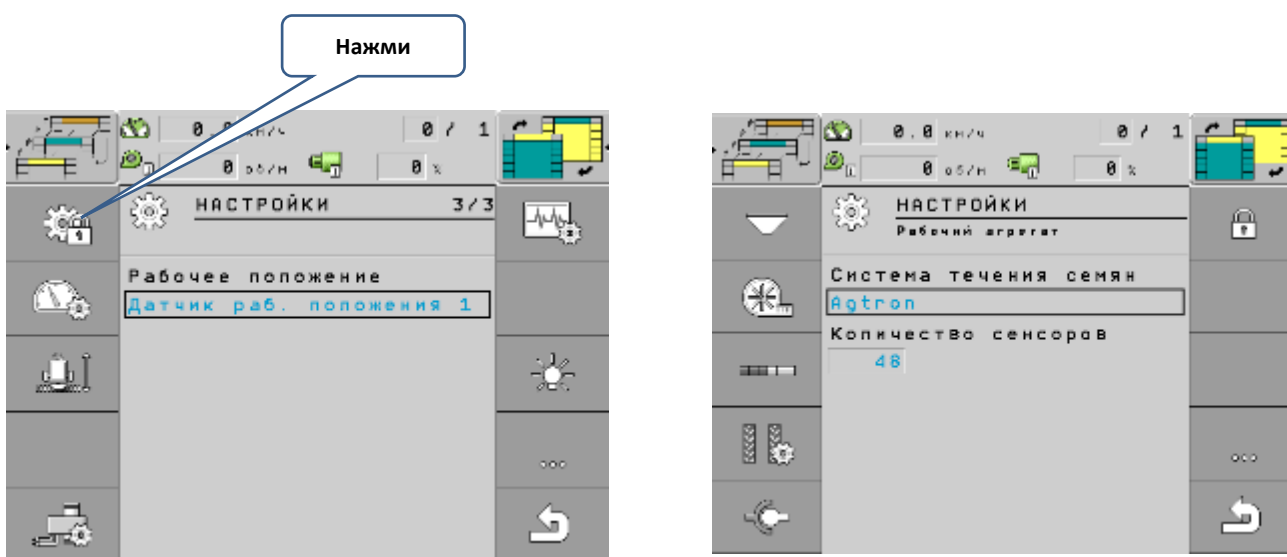 Нажми
0.0 км/ч 0 / 1
0 об/м 0 %
НАСТРОЙКИ 3/3
Рабочее положение
Датчик раб. положения 1
0.0 км/ч 0 / 1
0 об/м 0 %
НАСТРОЙКИ
Рабочий агрегат
Система течения семян
Agtron
Количество сенсоров
48